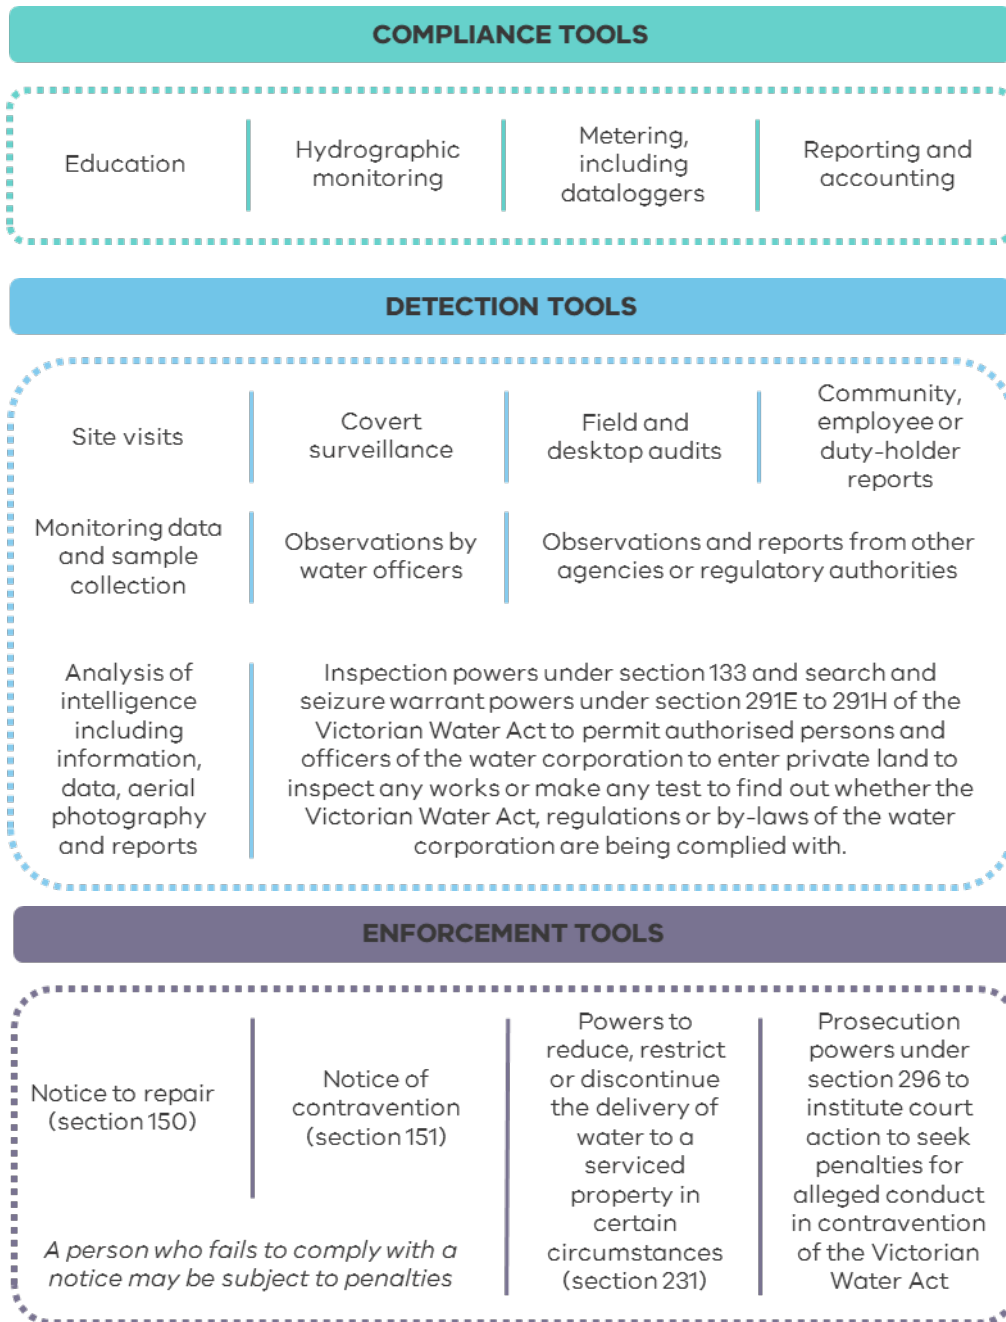 COMPLIANCE TOOLS
Education
Hydrographic
monitoring
Metering,
including
dataloggers
Reporting and
accounting
DETECTION TOOLS
Site visits
Covert
surveillance
Field and
desktop audits
Community,
employee or
duty-holder
reports
Monitoring data
and sample
collection
Observations by
water officers
Observations and reports from other
agencies or regulatory authorities
Analysis of
intelligence
including
information,
data, aerial
photography
and reports
Inspection powers under section 133 and search and
seizure warrant powers under section 291E to 291H of the
Victorian Water Act to permit authorised persons and
officers of the water corporation to enter private land to
inspect any works or make any test to find out whether the
Victorian Water Act, regulations or by-laws of the water
corporation are being complied with.
ENFORCEMENT TOOLS
Notice to repair
(section 150)
Notice of
contravention
(section 151)
A person who fails to comply with a
notice may be subject to penalties
Powers to
reduce, restrict
or discontinue
the delivery of
water to a
serviced
property in
certain
circumstances
(section 231)
Prosecution
powers under
section 296 to
institute court
action to seek
penalties for
alleged conduct
in contravention
of the Victorian
Water Act